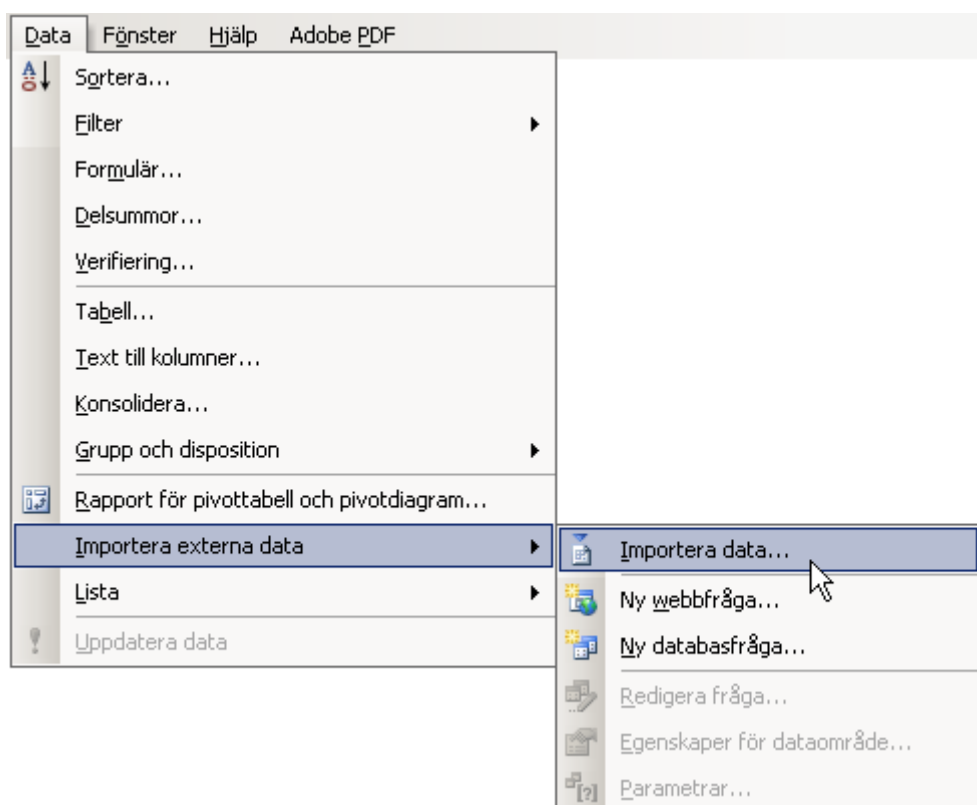 Data Fönster Hjälp Adobe PDF
Sortera...
Filter
Formulär...
Delsummor...
Verifiering...
Tabell...
Text till kolumner...
Konsolidera...
Grupp och disposition
Rapport för pivottabell och pivotdiagram...
Importera externa data
Lista
Uppdatera data
Importera data...
Ny webbfråga...
Ny databasfråga...
Redigera fråga...
Egenskaper för dataområde...
Parametrar...